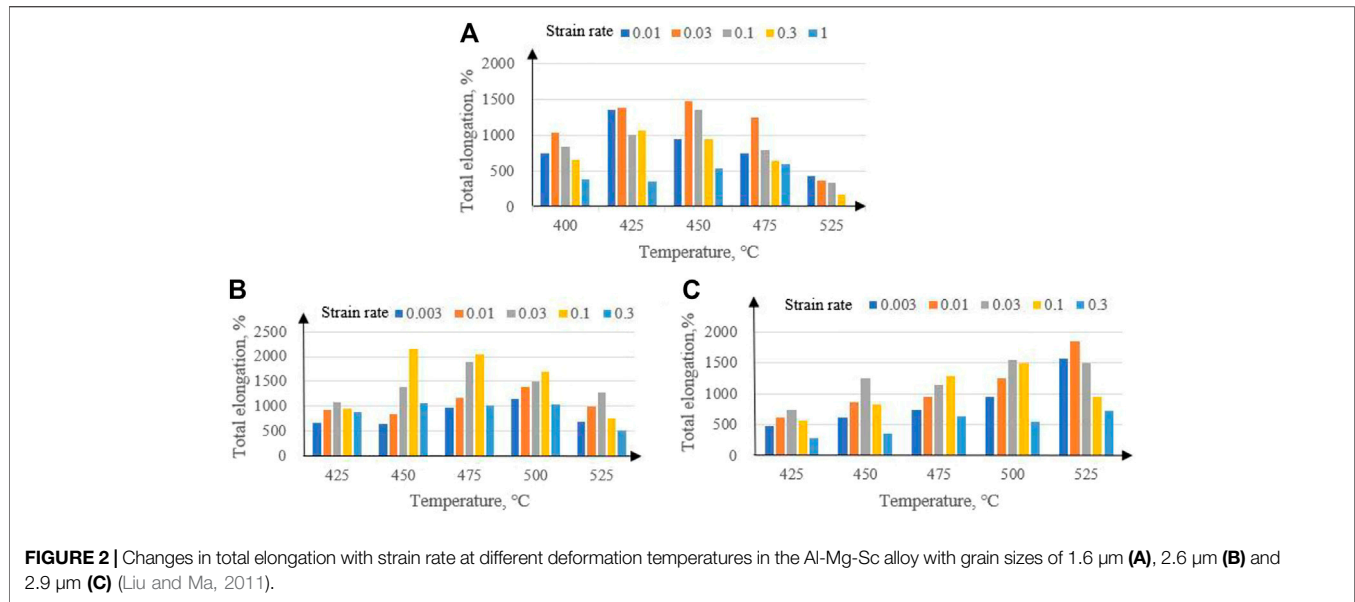 A
Strain rate 0.01 0.03 0.1 0.3 1
Total elongation, %
2000
1500
1000
500
0
400 425 450 475 525
Temperature, °C
B
Strain rate 0.003 0.01 0.03 0.1 0.3
Total elongation, %
2500
2000
1500
1000
500
0
425 450 475 500 525
Temperature, °C
C
Strain rate 0.003 0.01 0.03 0.1 0.3
Total elongation,%
2000
1500
1000
500
0
425 450 475 500 525
Temperature, °C
FIGURE 2 | Changes in total elongation with strain rate at different deformation temperatures in the Al-Mg-Sc alloy with grain sizes of 1.6 µm (A), 2.6 µm (B) and
2.9 µm (C) (Liu and Ma, 2011).